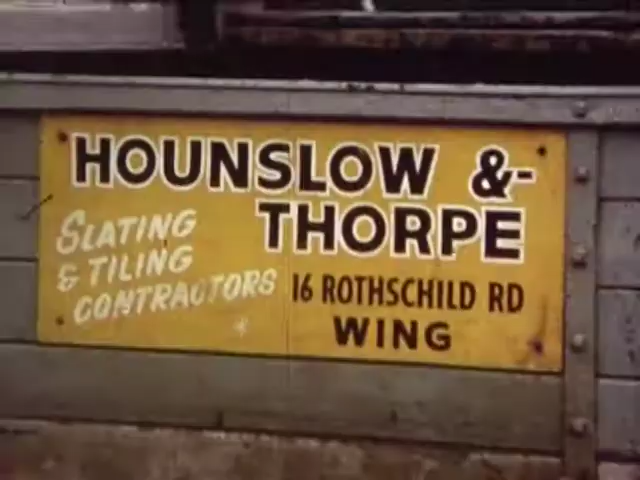 HOUNSLOW &-
THORPE
SLATING
& TILING
CONTRACTORS
16 ROTHSCHILD RD
WING